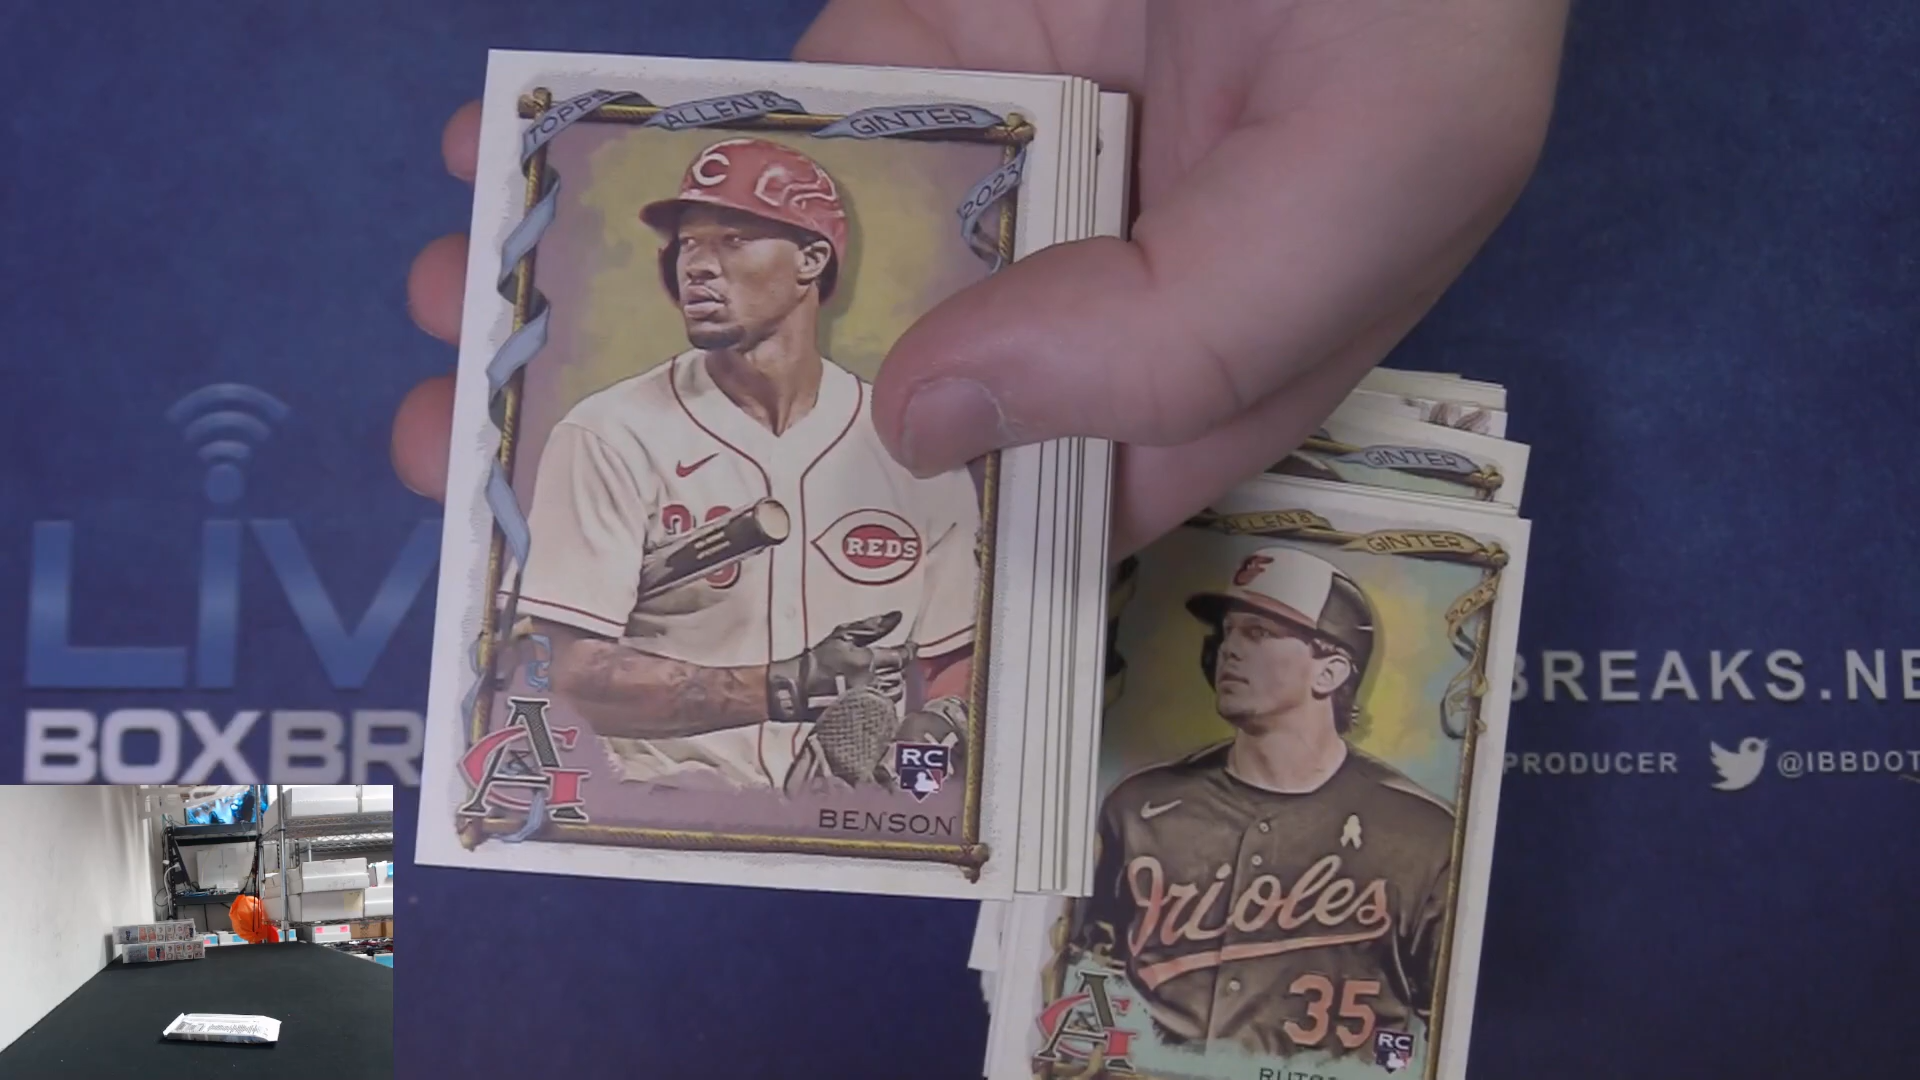 TOPPS ALLEN & GINTER
2023
C
REDS
RC
BENSON
GINTER
ALLEN & GINTER
2023
Orioles
35
RC
LIV
BOXBR
BREAKS.NE
PRODUCER @IBBDOT